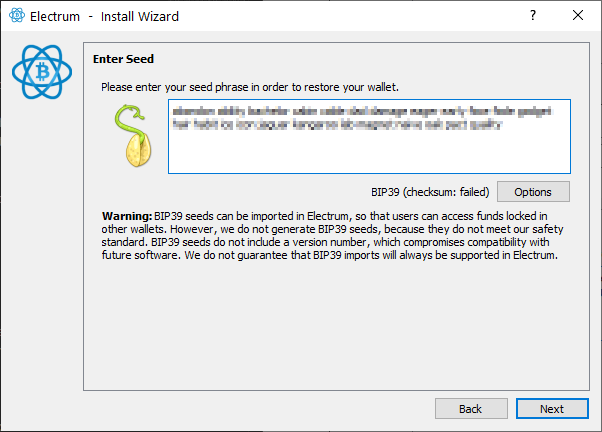 Electrum - Install Wizard
Enter Seed
Please enter your seed phrase in order to restore your wallet.
BIP39 (checksum: failed) Options
Warning: BIP39 seeds can be imported in Electrum, so that users can access funds locked in
other wallets. However, we do not generate BIP39 seeds, because they do not meet our safety
standard. BIP39 seeds do not include a version number, which compromises compatibility with
future software. We do not guarantee that BIP39 imports will always be supported in Electrum.
Back Next